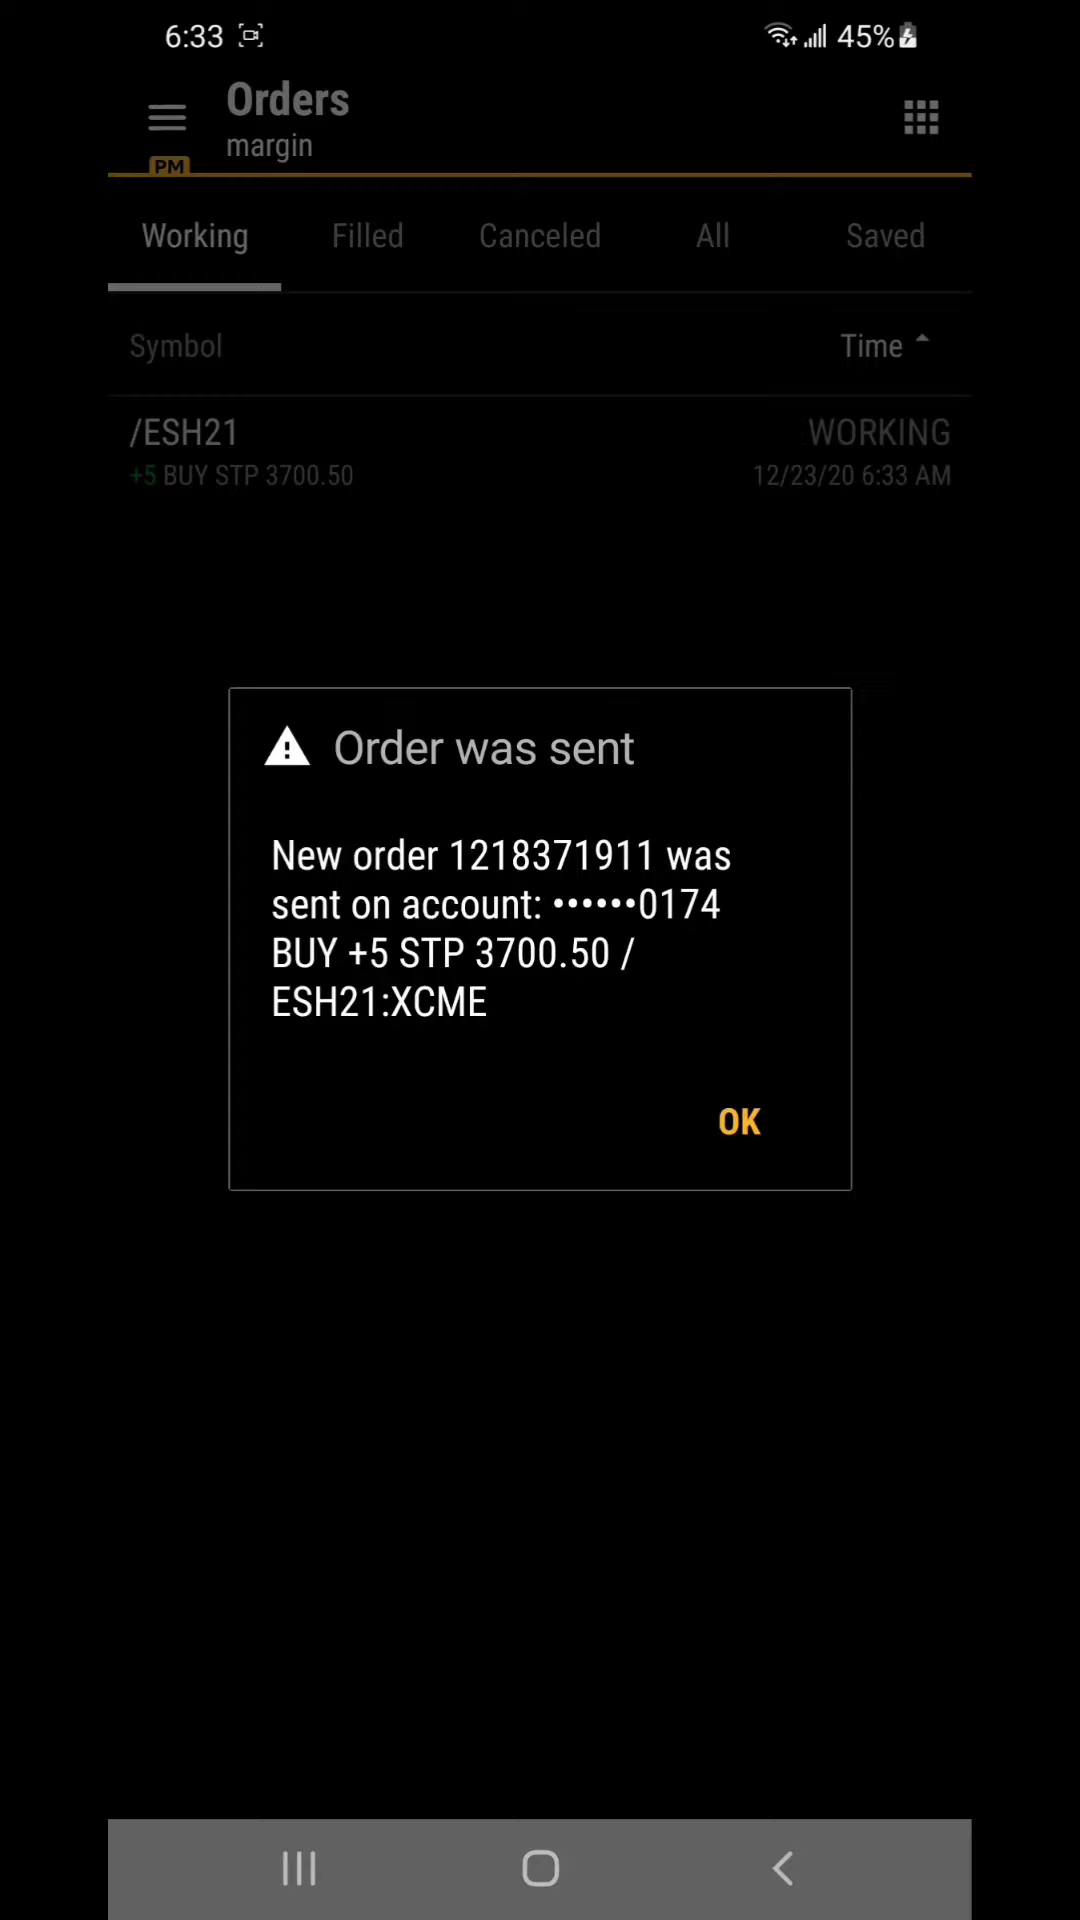 6:33 45%
Orders
margin
PM
Working Filled Canceled All Saved
Symbol Time
/ESH21 WORKING
+5 BUY STP 3700.50 12/23/20 6:33 AM
Order was sent
New order 1218371911 was
sent on account: ••••••0174
BUY +5 STP 3700.50 /
ESH21:XCME
OK